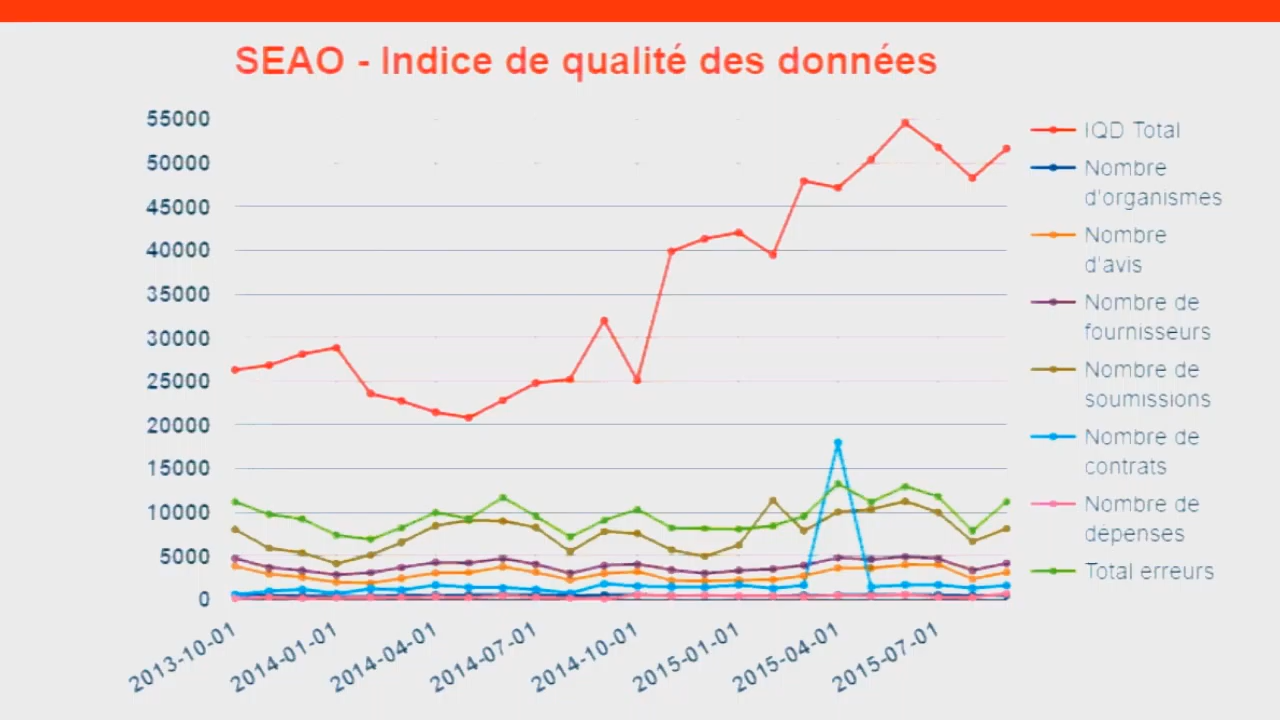 SEAO - Indice de qualité des données
55000
50000
45000
40000
35000
30000
25000
20000
15000
10000
5000
0
2013-10-01
2014-01-01
2014-04-01
2014-07-01
2014-10-01
2015-01-01
2015-04-01
2015-07-01
IQD Total
Nombre
d'organismes
Nombre
d'avis
Nombre de
fournisseurs
Nombre de
soumissions
Nombre de
contrats
Nombre de
dépenses
Total erreurs